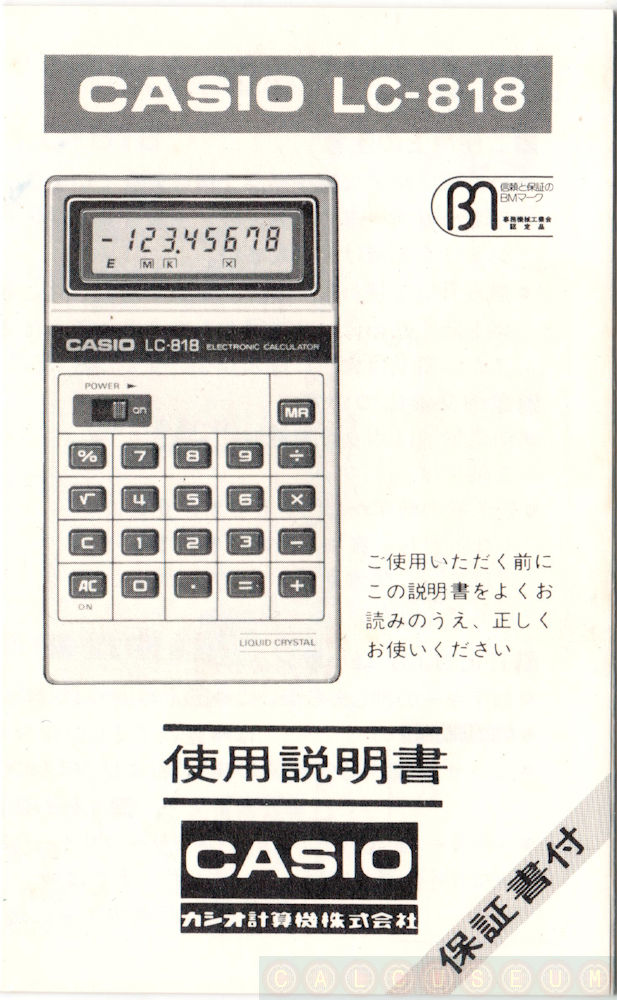 CASIO LC-818
信頼と保証の
BMマーク
事務機械工業会
認定品
-123.45678
E M K ×
CASIO LC-818 ELECTRONIC CALCULATOR
POWER ►
on
MR
% 7 8 9 ÷
√ 4 5 6 ×
C 1 2 3 −
AC 0 · = +
ON
LIQUID CRYSTAL
ご使用いただく前に
この説明書をよくお
読みのうえ、正しく
お使いください
使用説明書
CASIO
カシオ計算機株式会社
保証書付
CALCUSEUM